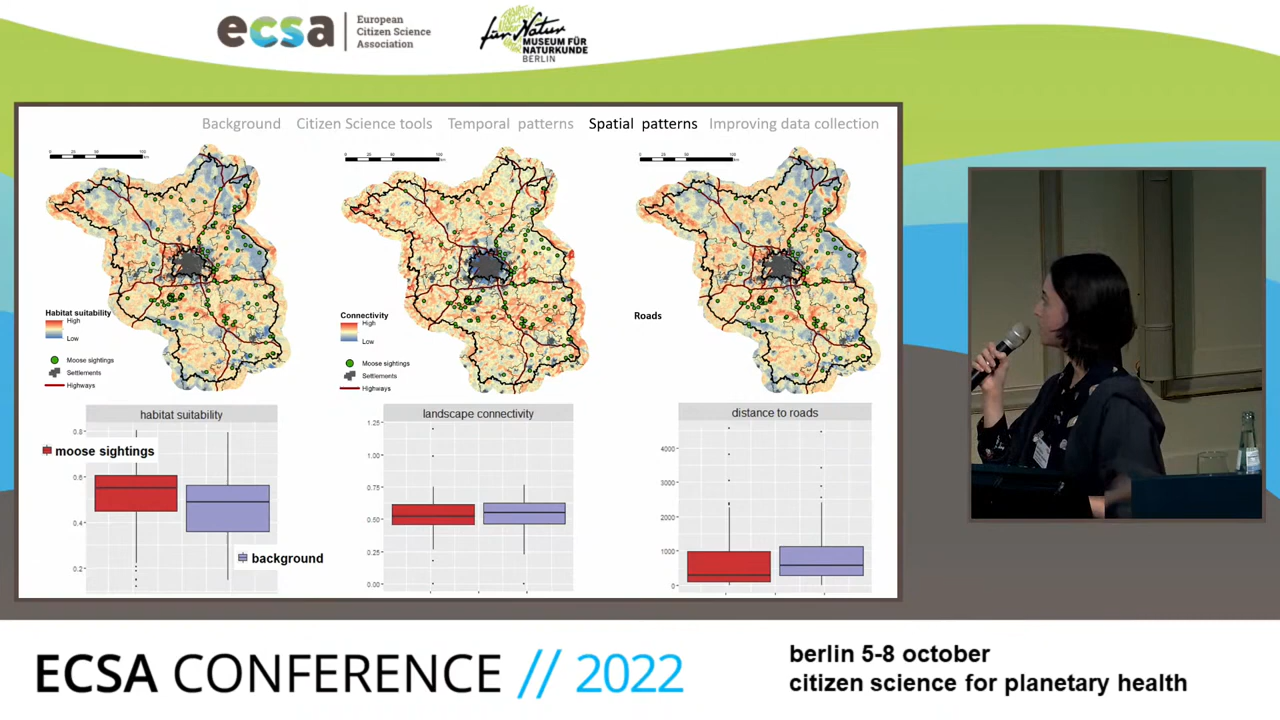 ecsa
European
Citizen Science
Association
für Natur
MUSEUM FÜR
NATURKUNDE
BERLIN
Background Citizen Science tools Temporal patterns Spatial patterns Improving data collection
Habitat suitability
High
Low
Moose sightings
Settlements
Highways
Connectivity
High
Low
Moose sightings
Settlements
Highways
Roads
habitat suitability
0.8
0.6
0.4
0.2
moose sightings
background
landscape connectivity
1.25
1.00
0.75
0.50
0.25
0.00
distance to roads
4000
3000
2000
1000
0
ECSA CONFERENCE // 2022
berlin 5-8 october
citizen science for planetary health